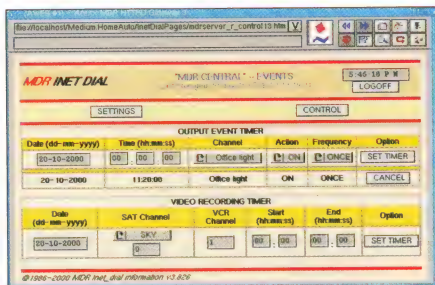 file://localhost/Medium.HomeAuto/InetDialPages/mdrserver_r_control13.htm V
MDR INET DIAL
"MDR CENTRAL" - EVENTS
5 46 18 P M
LOGOFF
SETTINGS CONTROL
OUTPUT EVENT TIMER
Date (dd-mm-yyyy) Time (hh:mm:ss) Channel Action Frequency Option
20-10-2000 00 00 00 Office light ON ONCE SET TIMER
20-10-2000 11:20:00 Office light ON ONCE CANCEL
VIDEO RECORDING TIMER
Date (dd-mm-yyyy) SAT Channel VCR Channel Start (hh:mm:ss) End (hh:mm:ss) Option
20-10-2000 SKY 0 1 00 : 00 00 : 00 SET TIMER
©1986-2000 MDR Inet_dial information v3.826